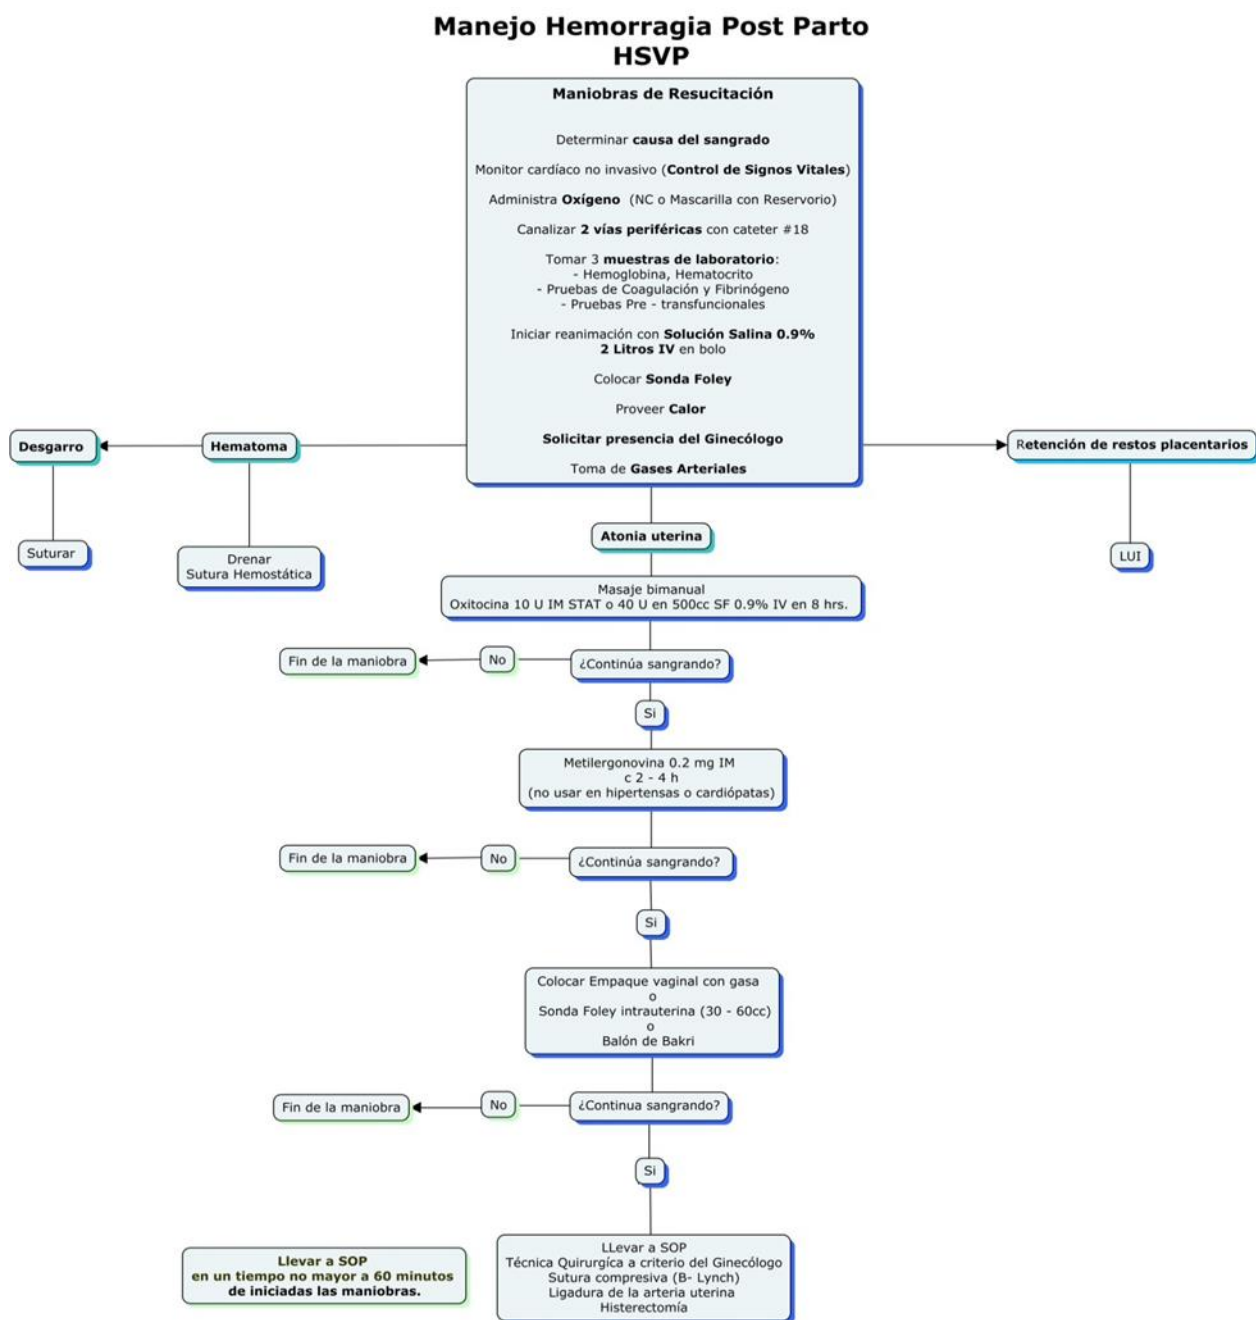 Manejo Hemorragia Post Parto
HSVP
Maniobras de Resucitación
Determinar causa del sangrado
Monitor cardíaco no invasivo (Control de Signos Vitales)
Administra Oxígeno (NC o Mascarilla con Reservorio)
Canalizar 2 vías periféricas con cateter #18
Tomar 3 muestras de laboratorio:
- Hemoglobina, Hematocrito
- Pruebas de Coagulación y Fibrinógeno
- Pruebas Pre - transfuncionales
Iniciar reanimación con Solución Salina 0.9%
2 Litros IV en bolo
Colocar Sonda Foley
Proveer Calor
Solicitar presencia del Ginecólogo
Toma de Gases Arteriales
Desgarro
Hematoma
Retención de restos placentarios
Suturar
Drenar
Sutura Hemostática
LUI
Atonia uterina
Masaje bimanual
Oxitocina 10 U IM STAT o 40 U en 500cc SF 0.9% IV en 8 hrs.
Fin de la maniobra
No
¿Continúa sangrando?
Si
Metilergonovina 0.2 mg IM
c 2 - 4 h
(no usar en hipertensas o cardiópatas)
Fin de la maniobra
No
¿Continúa sangrando?
Si
Colocar Empaque vaginal con gasa
o
Sonda Foley intrauterina (30 - 60cc)
o
Balón de Bakri
Fin de la maniobra
No
¿Continua sangrando?
Si
Llevar a SOP
en un tiempo no mayor a 60 minutos
de iniciadas las maniobras.
LLevar a SOP
Técnica Quirurgíca a criterio del Ginecólogo
Sutura compresiva (B- Lynch)
Ligadura de la arteria uterina
Histerectomía